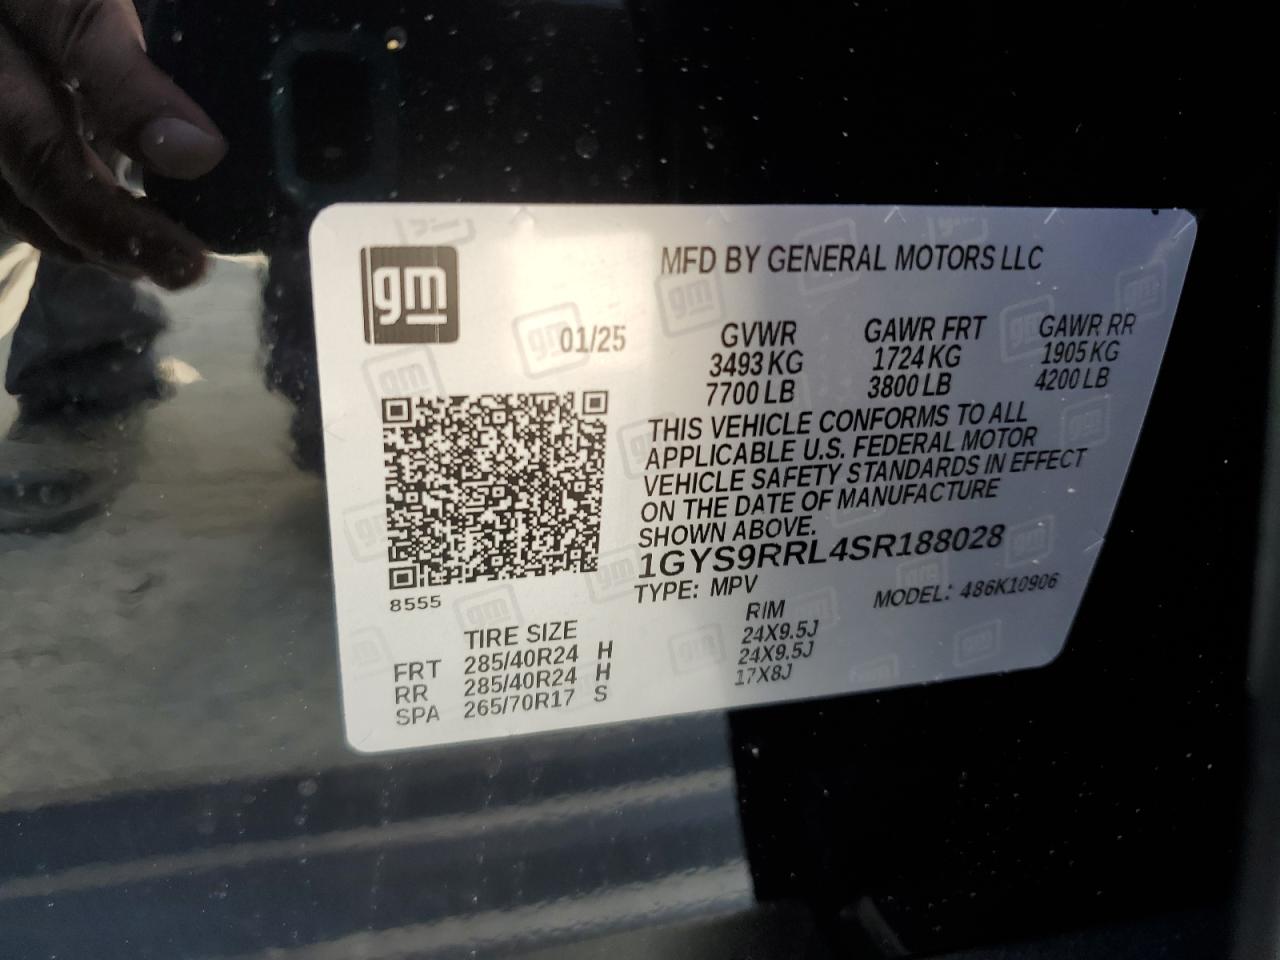 gm
MFD BY GENERAL MOTORS LLC
01/25
GVWR GAWR FRT GAWR RR
3493 KG 1724 KG 1905 KG
7700 LB 3800 LB 4200 LB
THIS VEHICLE CONFORMS TO ALL
APPLICABLE U.S. FEDERAL MOTOR
VEHICLE SAFETY STANDARDS IN EFFECT
ON THE DATE OF MANUFACTURE
SHOWN ABOVE.
1GYS9RRL4SR188028
TYPE: MPV MODEL: 486K10906
8555
TIRE SIZE RIM
FRT 285/40R24 H 24X9.5J
RR 285/40R24 H 24X9.5J
SPA 265/70R17 S 17X8J